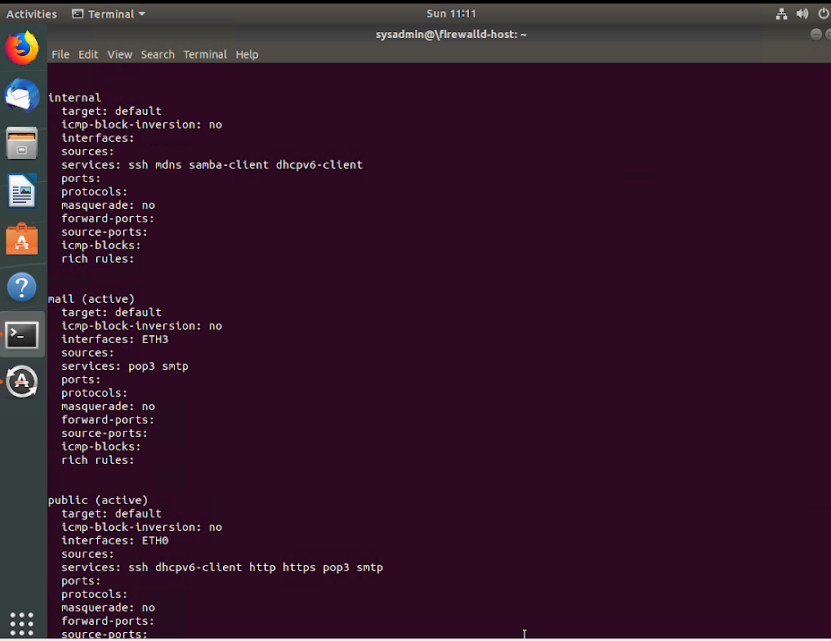 Activities Terminal Sun 11:11
sysadmin@\firewalld-host: ~
File Edit View Search Terminal Help
internal
target: default
icmp-block-inversion: no
interfaces:
sources:
services: ssh mdns samba-client dhcpv6-client
ports:
protocols:
masquerade: no
forward-ports:
source-ports:
icmp-blocks:
rich rules:
mail (active)
target: default
icmp-block-inversion: no
interfaces: ETH3
sources:
services: pop3 smtp
ports:
protocols:
masquerade: no
forward-ports:
source-ports:
icmp-blocks:
rich rules:
public (active)
target: default
icmp-block-inversion: no
interfaces: ETH0
sources:
services: ssh dhcpv6-client http https pop3 smtp
ports:
protocols:
masquerade: no
forward-ports:
source-ports: